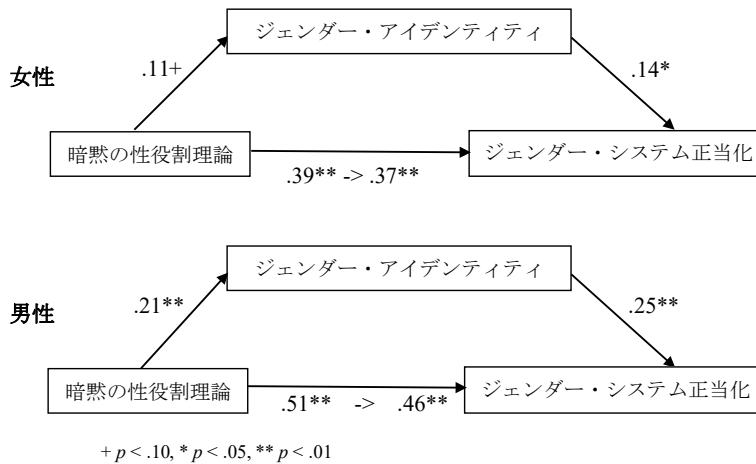 ジェンダー・アイデンティティ
.11+
.14*
女性
暗黙の性役割理論
ジェンダー・システム正当化
.39** -> .37**
ジェンダー・アイデンティティ
.21**
.25**
男性
暗黙の性役割理論
ジェンダー・システム正当化
.51** -> .46**
+ p < .10, * p < .05, ** p < .01